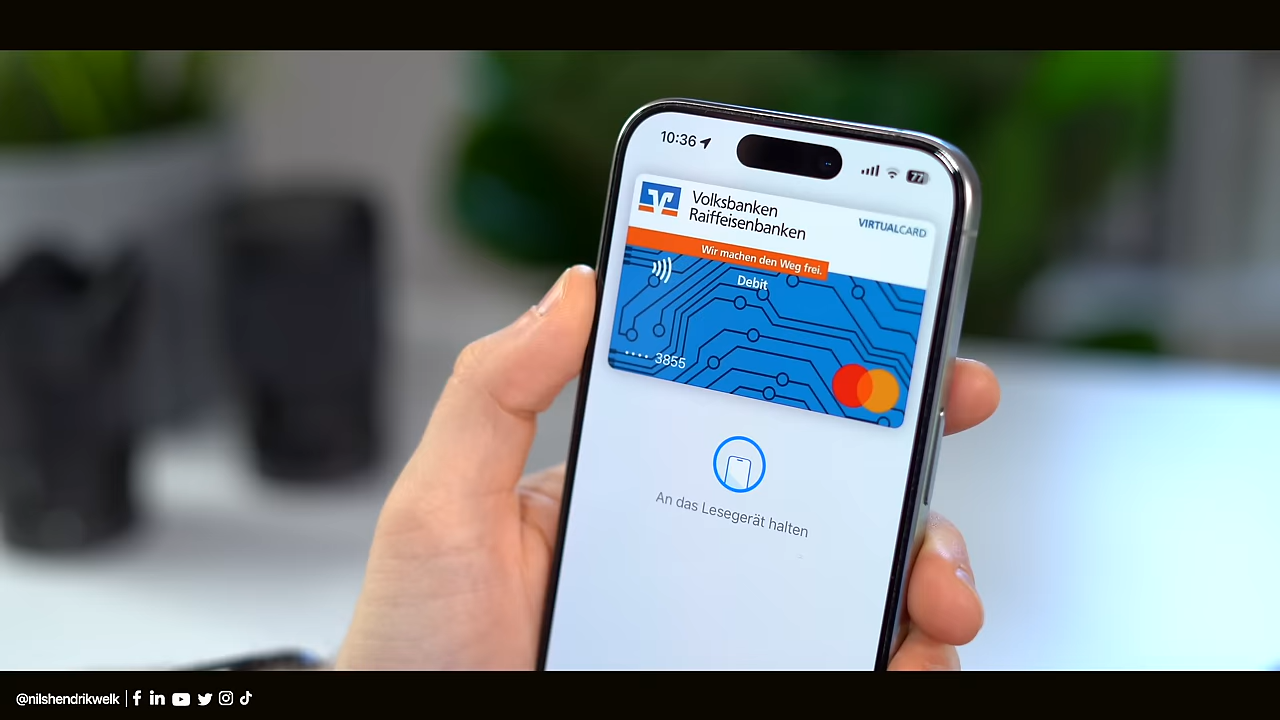 10:36
77
Volksbanken
Raiffeisenbanken
VIRTUALCARD
Wir machen den Weg frei.
Debit
•••• 3855
An das Lesegerät halten
@nilshendrikwelk